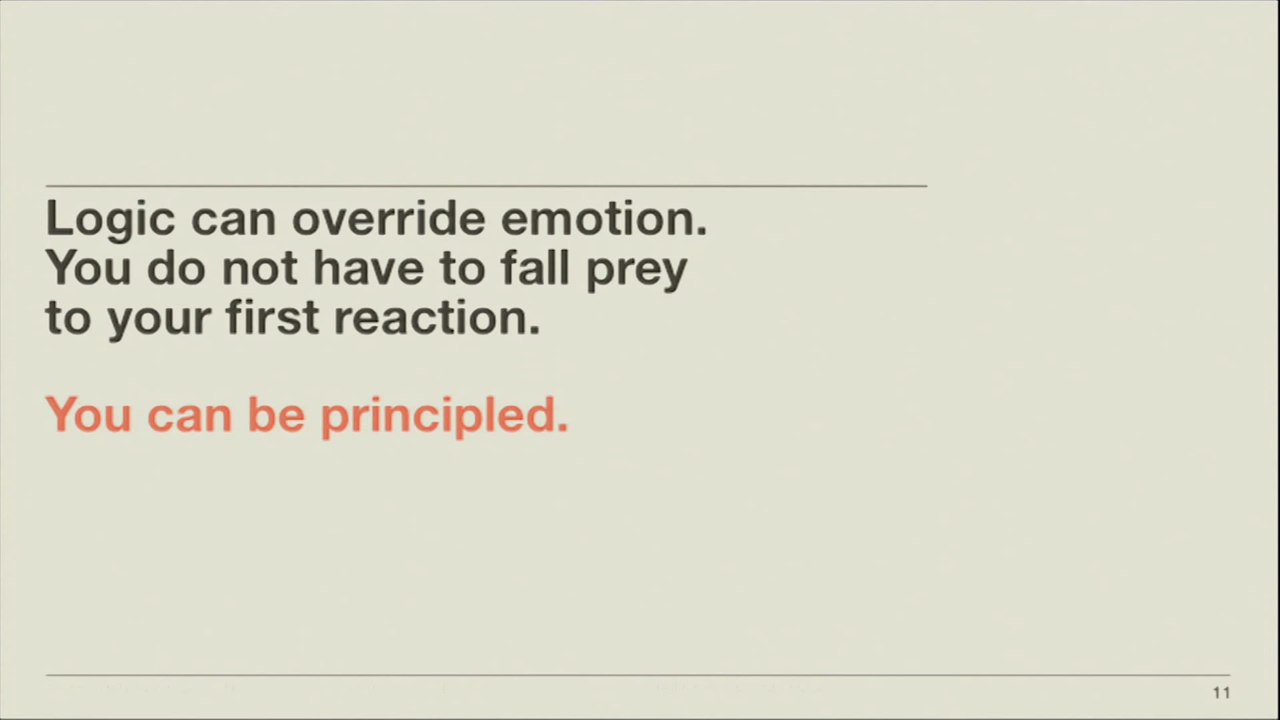 Logic can override emotion.
You do not have to fall prey
to your first reaction.
You can be principled.
11